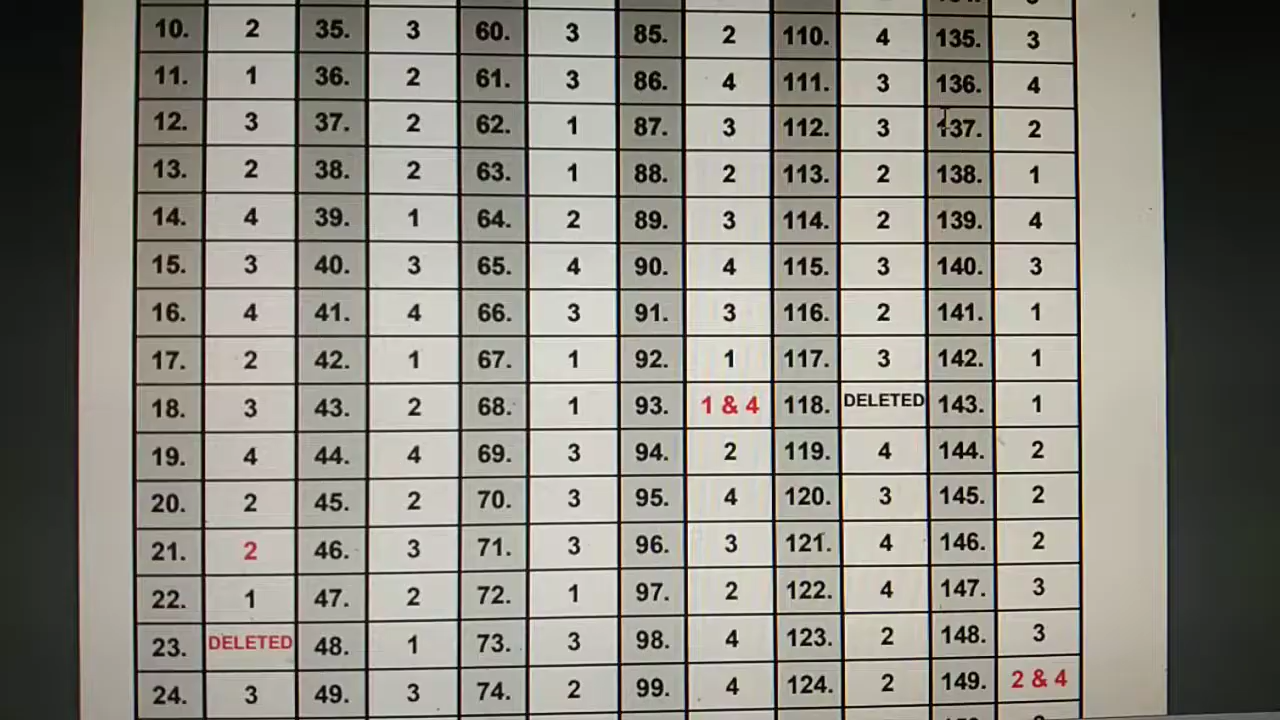 10. 2 35. 3 60. 3 85. 2 110. 4 135. 3
11. 1 36. 2 61. 3 86. 4 111. 3 136. 4
12. 3 37. 2 62. 1 87. 3 112. 3 137. 2
13. 2 38. 2 63. 1 88. 2 113. 2 138. 1
14. 4 39. 1 64. 2 89. 3 114. 2 139. 4
15. 3 40. 3 65. 4 90. 4 115. 3 140. 3
16. 4 41. 4 66. 3 91. 3 116. 2 141. 1
17. 2 42. 1 67. 1 92. 1 117. 3 142. 1
18. 3 43. 2 68. 1 93. 1 & 4 118. DELETED 143. 1
19. 4 44. 4 69. 3 94. 2 119. 4 144. 2
20. 2 45. 2 70. 3 95. 4 120. 3 145. 2
21. 2 46. 3 71. 3 96. 3 121. 4 146. 2
22. 1 47. 2 72. 1 97. 2 122. 4 147. 3
23. DELETED 48. 1 73. 3 98. 4 123. 2 148. 3
24. 3 49. 3 74. 2 99. 4 124. 2 149. 2 & 4